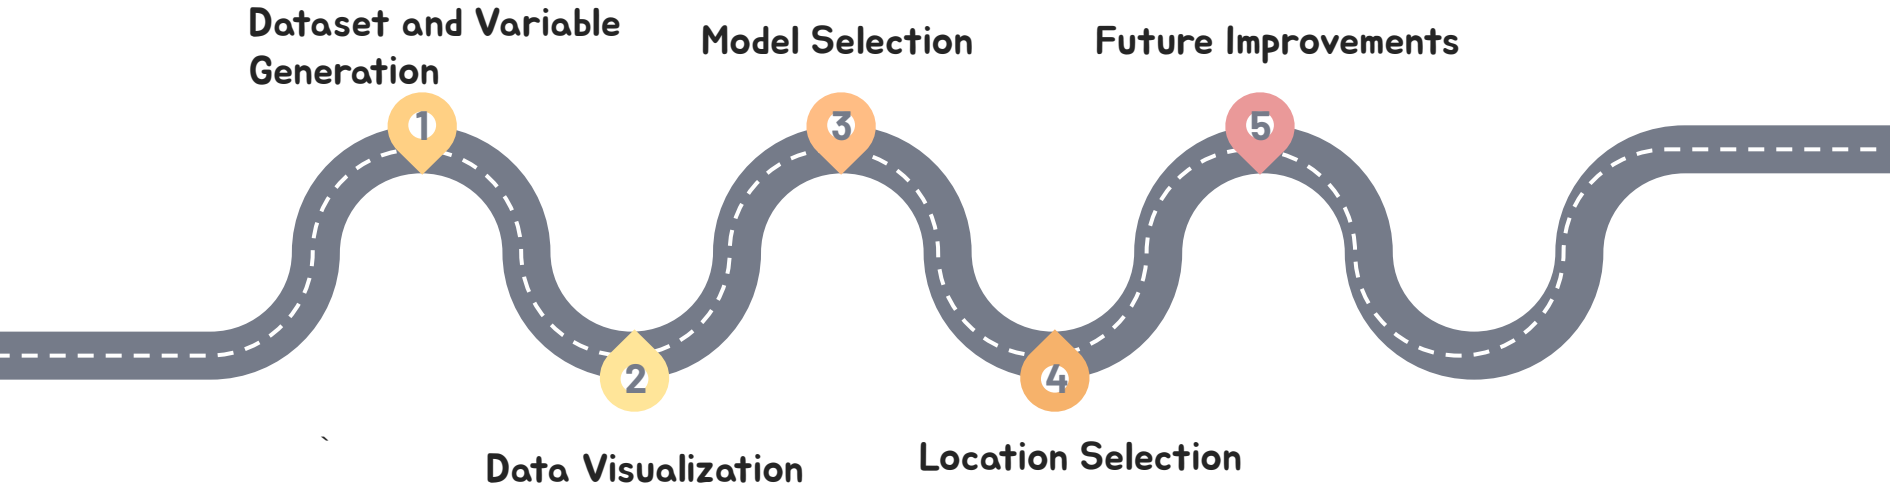 Dataset and Variable
Generation
1
2
Data Visualization
Model Selection
3
4
Location Selection
Future Improvements
5
`